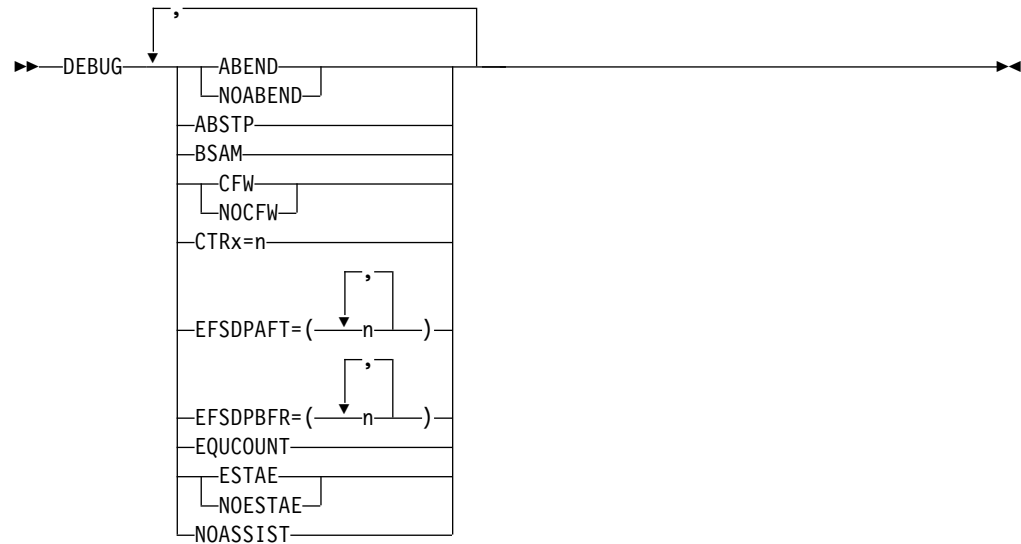 ,
DEBUG ABEND
NOABEND
ABSTP
BSAM
CFW
NOCFW
CTRx=n
,
EFSDPAFT=( n )
,
EFSDPBFR=( n )
EQUCOUNT
ESTAE
NOESTAE
NOASSIST